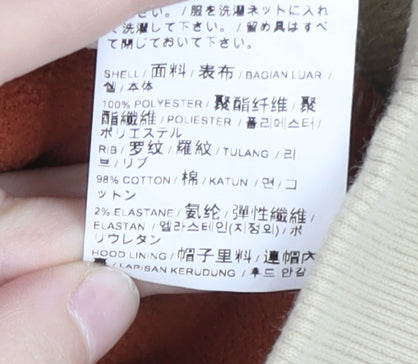 さい。/ 服を洗濯ネットに入れ
て洗濯して下さい。/ 留め具はすべ
て閉じておいて下さい。
SHELL / 面料 / 表布 / BAGIAN LUAR /
쉘 / 本体
100% POLYESTER / 聚酯纤维 / 聚
酯纖維 / POLIESTER / 폴리에스터 /
ポリエステル
RIB / 罗纹 / 羅紋 / TULANG / 리
브 / リブ
98% COTTON / 棉 / KATUN / 면 / コ
ットン
2% ELASTANE / 氨纶 / 彈性纖維 /
ELASTAN / 엘라스테인(지정외) / ポ
リウレタン
HOOD LINING / 帽子里料 / 連帽內
/ LAPISAN KERUDUNG / 후드 안감